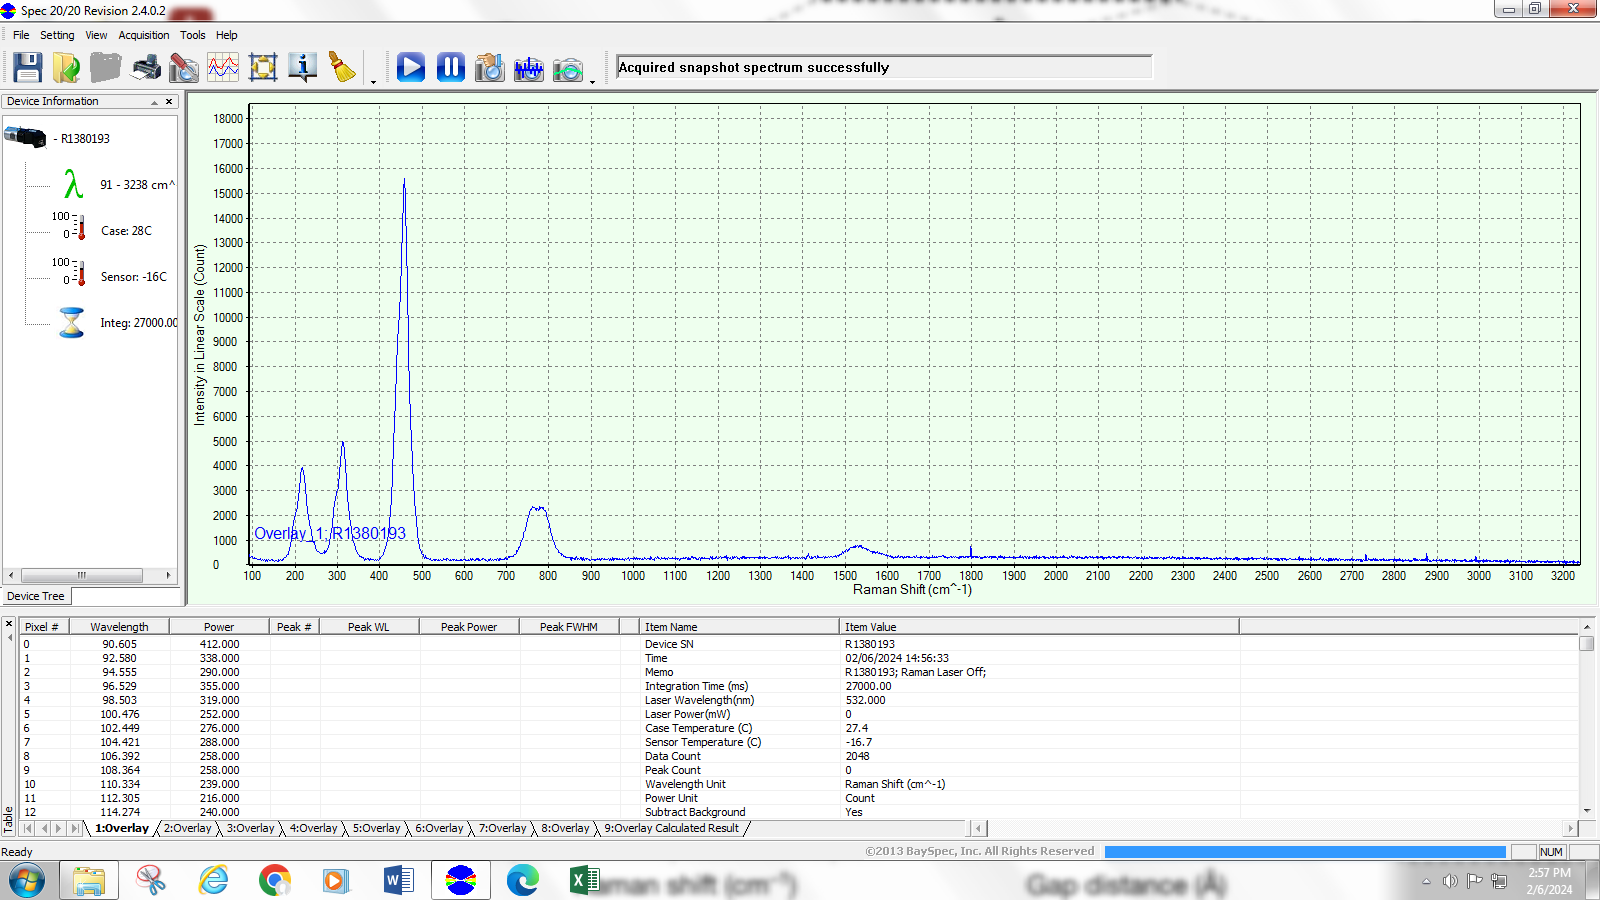 Spec 20/20 Revision 2.4.0.2
File Setting View Acquisition Tools Help
Acquired snapshot spectrum successfully
Device Information
- R1380193
91 - 3238 cm^
100
0
Case: 28C
100
0
Sensor: -16C
Integ: 27000.00
Device Tree
Intensity in Linear Scale (Count)
18000
17000
16000
15000
14000
13000
12000
11000
10000
9000
8000
7000
6000
5000
4000
3000
2000
1000
0
Overlay_1; R1380193
100 200 300 400 500 600 700 800 900 1000 1100 1200 1300 1400 1500 1600 1700 1800 1900 2000 2100 2200 2300 2400 2500 2600 2700 2800 2900 3000 3100 3200
Raman Shift (cm^-1)
Table
Pixel # Wavelength Power Peak # Peak WL Peak Power Peak FWHM Item Name Item Value
0 90.605 412.000 Device SN R1380193
1 92.580 338.000 Time 02/06/2024 14:56:33
2 94.555 290.000 Memo R1380193; Raman Laser Off;
3 96.529 355.000 Integration Time (ms) 27000.00
4 98.503 319.000 Laser Wavelength(nm) 532.000
5 100.476 252.000 Laser Power(mW) 0
6 102.449 276.000 Case Temperature (C) 27.4
7 104.421 288.000 Sensor Temperature (C) -16.7
8 106.392 258.000 Data Count 2048
9 108.364 258.000 Peak Count 0
10 110.334 239.000 Wavelength Unit Raman Shift (cm^-1)
11 112.305 216.000 Power Unit Count
12 114.274 240.000 Subtract Background Yes
1:Overlay 2:Overlay 3:Overlay 4:Overlay 5:Overlay 6:Overlay 7:Overlay 8:Overlay 9:Overlay Calculated Result
Ready ©2013 BaySpec, Inc. All Rights Reserved NUM
aman shift (cm⁻¹) Gap distance (Å)
2:57 PM
2/6/2024